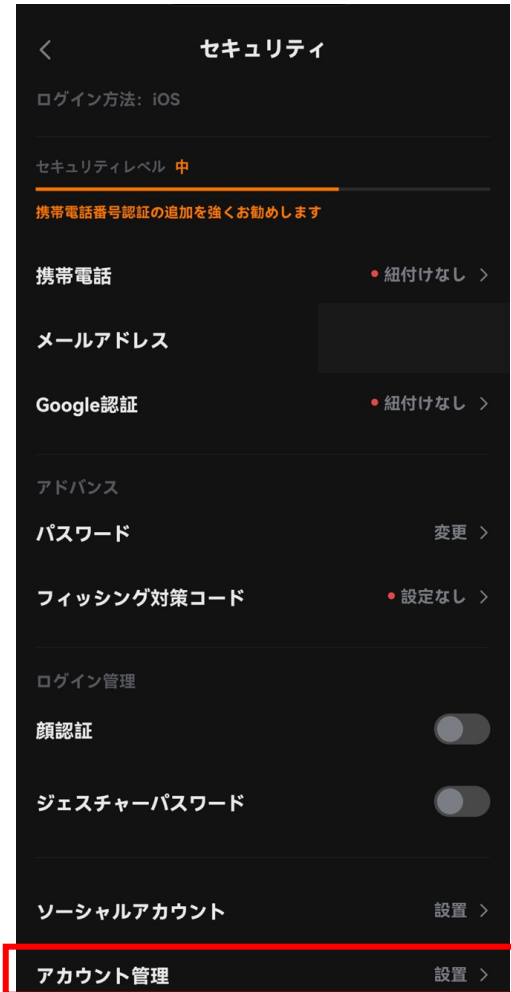 セキュリティ
ログイン方法: iOS
セキュリティレベル 中
携帯電話番号認証の追加を強くお勧めします
携帯電話 紐付けなし
メールアドレス
Google認証 紐付けなし
アドバンス
パスワード 変更
フィッシング対策コード 設定なし
ログイン管理
顔認証
ジェスチャーパスワード
ソーシャルアカウント 設置
アカウント管理 設置